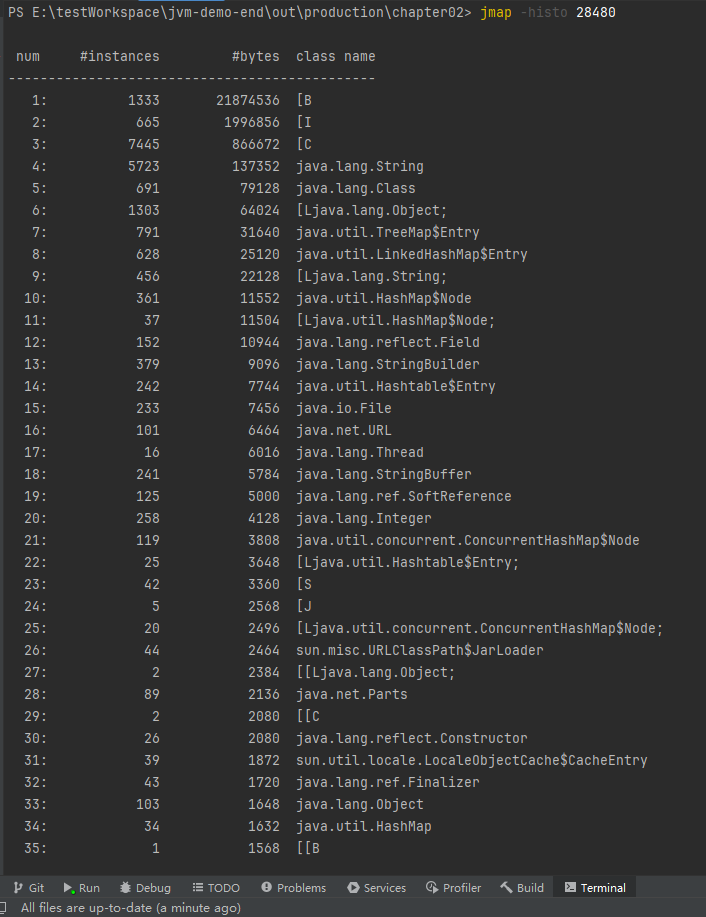 PS E:\testWorkspace\jvm-demo-end\out\production\chapter02> jmap -histo 28480
num #instances #bytes class name
----------------------------------------------
1: 1333 21874536 [B
2: 665 1996856 [I
3: 7445 866672 [C
4: 5723 137352 java.lang.String
5: 691 79128 java.lang.Class
6: 1303 64024 [Ljava.lang.Object;
7: 791 31640 java.util.TreeMap$Entry
8: 628 25120 java.util.LinkedHashMap$Entry
9: 456 22128 [Ljava.lang.String;
10: 361 11552 java.util.HashMap$Node
11: 37 11504 [Ljava.util.HashMap$Node;
12: 152 10944 java.lang.reflect.Field
13: 379 9096 java.lang.StringBuilder
14: 242 7744 java.util.Hashtable$Entry
15: 233 7456 java.io.File
16: 101 6464 java.net.URL
17: 16 6016 java.lang.Thread
18: 241 5784 java.lang.StringBuffer
19: 125 5000 java.lang.ref.SoftReference
20: 258 4128 java.lang.Integer
21: 119 3808 java.util.concurrent.ConcurrentHashMap$Node
22: 25 3648 [Ljava.util.Hashtable$Entry;
23: 42 3360 [S
24: 5 2568 [J
25: 20 2496 [Ljava.util.concurrent.ConcurrentHashMap$Node;
26: 44 2464 sun.misc.URLClassPath$JarLoader
27: 2 2384 [[Ljava.lang.Object;
28: 89 2136 java.net.Parts
29: 2 2080 [[C
30: 26 2080 java.lang.reflect.Constructor
31: 39 1872 sun.util.locale.LocaleObjectCache$CacheEntry
32: 43 1720 java.lang.ref.Finalizer
33: 103 1648 java.lang.Object
34: 34 1632 java.util.HashMap
35: 1 1568 [[B
Git Run Debug TODO Problems Services Profiler Build Terminal
All files are up-to-date (a minute ago)